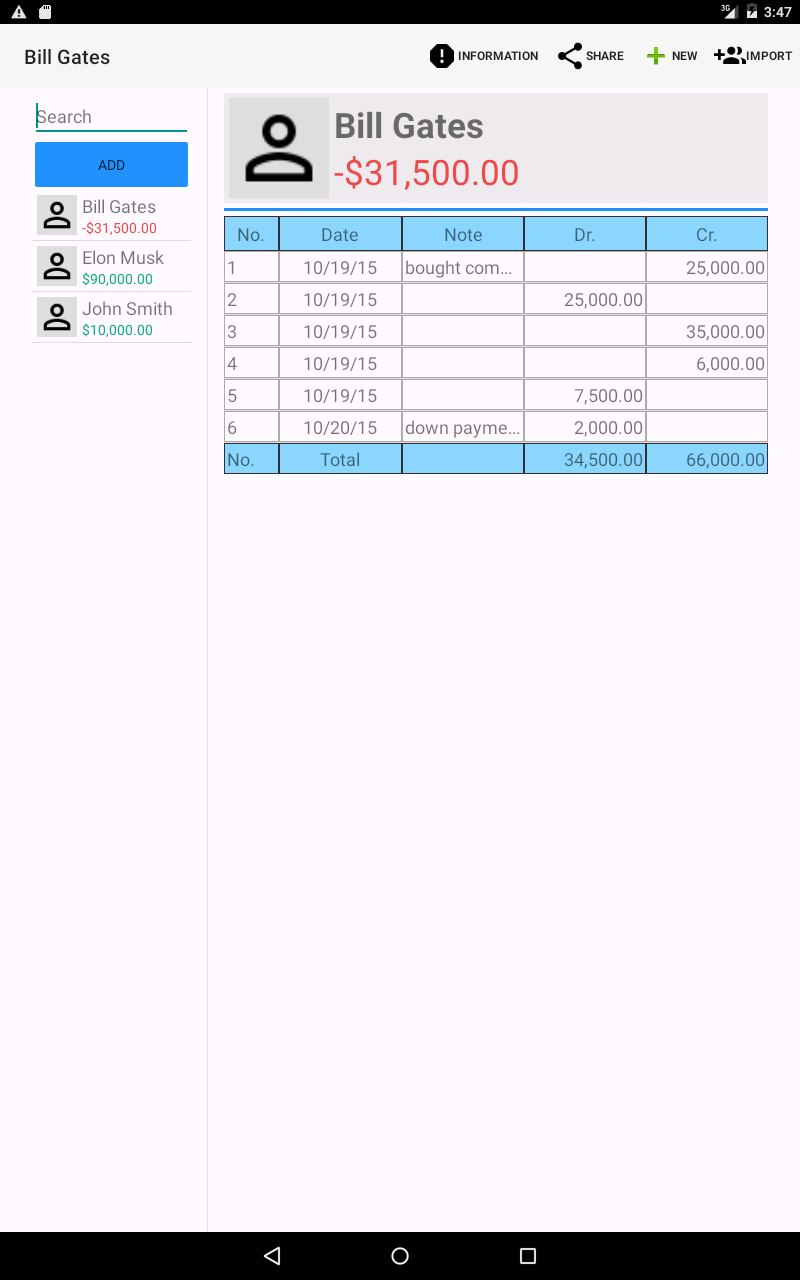 3G 3:47
Bill Gates INFORMATION SHARE NEW IMPORT
Search
ADD
Bill Gates
-$31,500.00
Elon Musk
$90,000.00
John Smith
$10,000.00
Bill Gates
-$31,500.00
No. Date Note Dr. Cr.
1 10/19/15 bought com... 25,000.00
2 10/19/15 25,000.00
3 10/19/15 35,000.00
4 10/19/15 6,000.00
5 10/19/15 7,500.00
6 10/20/15 down payme... 2,000.00
No. Total 34,500.00 66,000.00